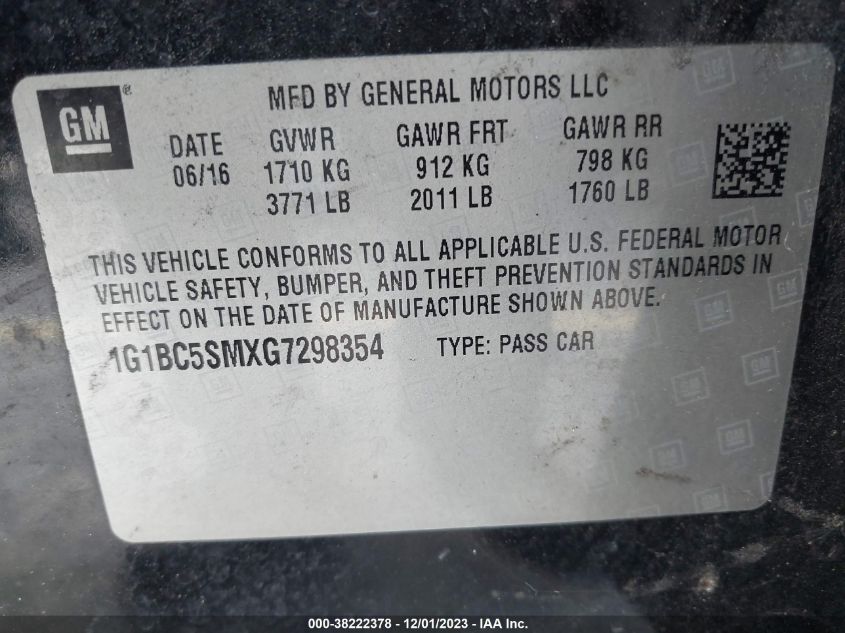 GM®
MFD BY GENERAL MOTORS LLC
DATE GVWR GAWR FRT GAWR RR
06/16 1710 KG 912 KG 798 KG
3771 LB 2011 LB 1760 LB
THIS VEHICLE CONFORMS TO ALL APPLICABLE U.S. FEDERAL MOTOR
VEHICLE SAFETY, BUMPER, AND THEFT PREVENTION STANDARDS IN
EFFECT ON THE DATE OF MANUFACTURE SHOWN ABOVE.
1G1BC5SMXG7298354 TYPE: PASS CAR
000-38222378 - 12/01/2023 - IAA Inc.